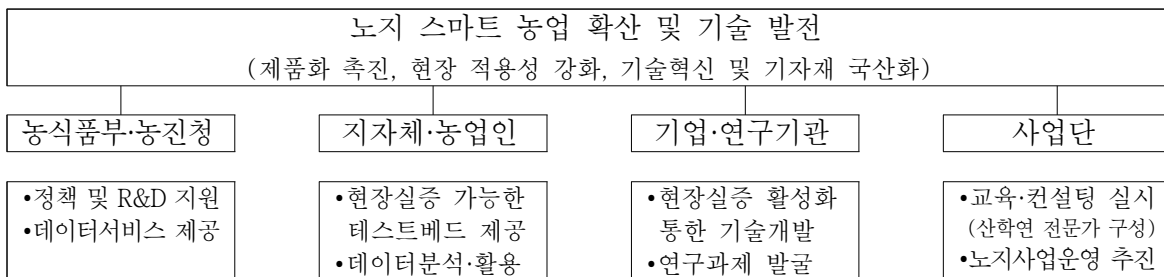 노지 스마트 농업 확산 및 기술 발전
(제품화 촉진, 현장 적용성 강화, 기술혁신 및 기자재 국산화)
농식품부·농진청
지자체·농업인
기업·연구기관
사업단
•정책 및 R&D 지원
•데이터서비스 제공
•현장실증 가능한
테스트베드 제공
•데이터분석·활용
•현장실증 활성화
통한 기술개발
•연구과제 발굴
•교육·컨설팅 실시
(산학연 전문가 구성)
•노지사업운영 추진